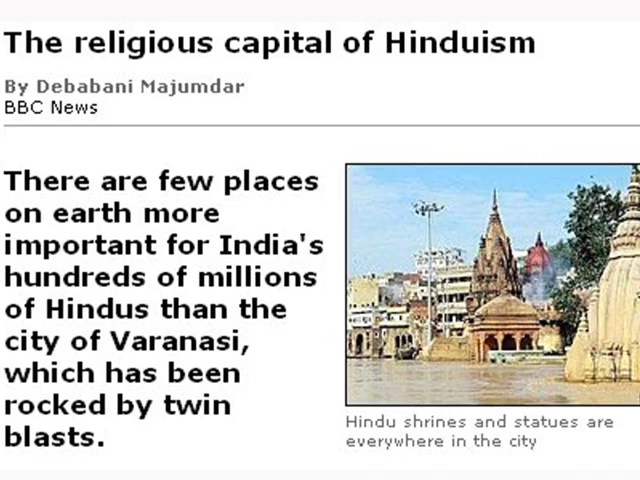 The religious capital of Hinduism
By Debabani Majumdar
BBC News
There are few places
on earth more
important for India's
hundreds of millions
of Hindus than the
city of Varanasi,
which has been
rocked by twin
blasts.
Hindu shrines and statues are
everywhere in the city